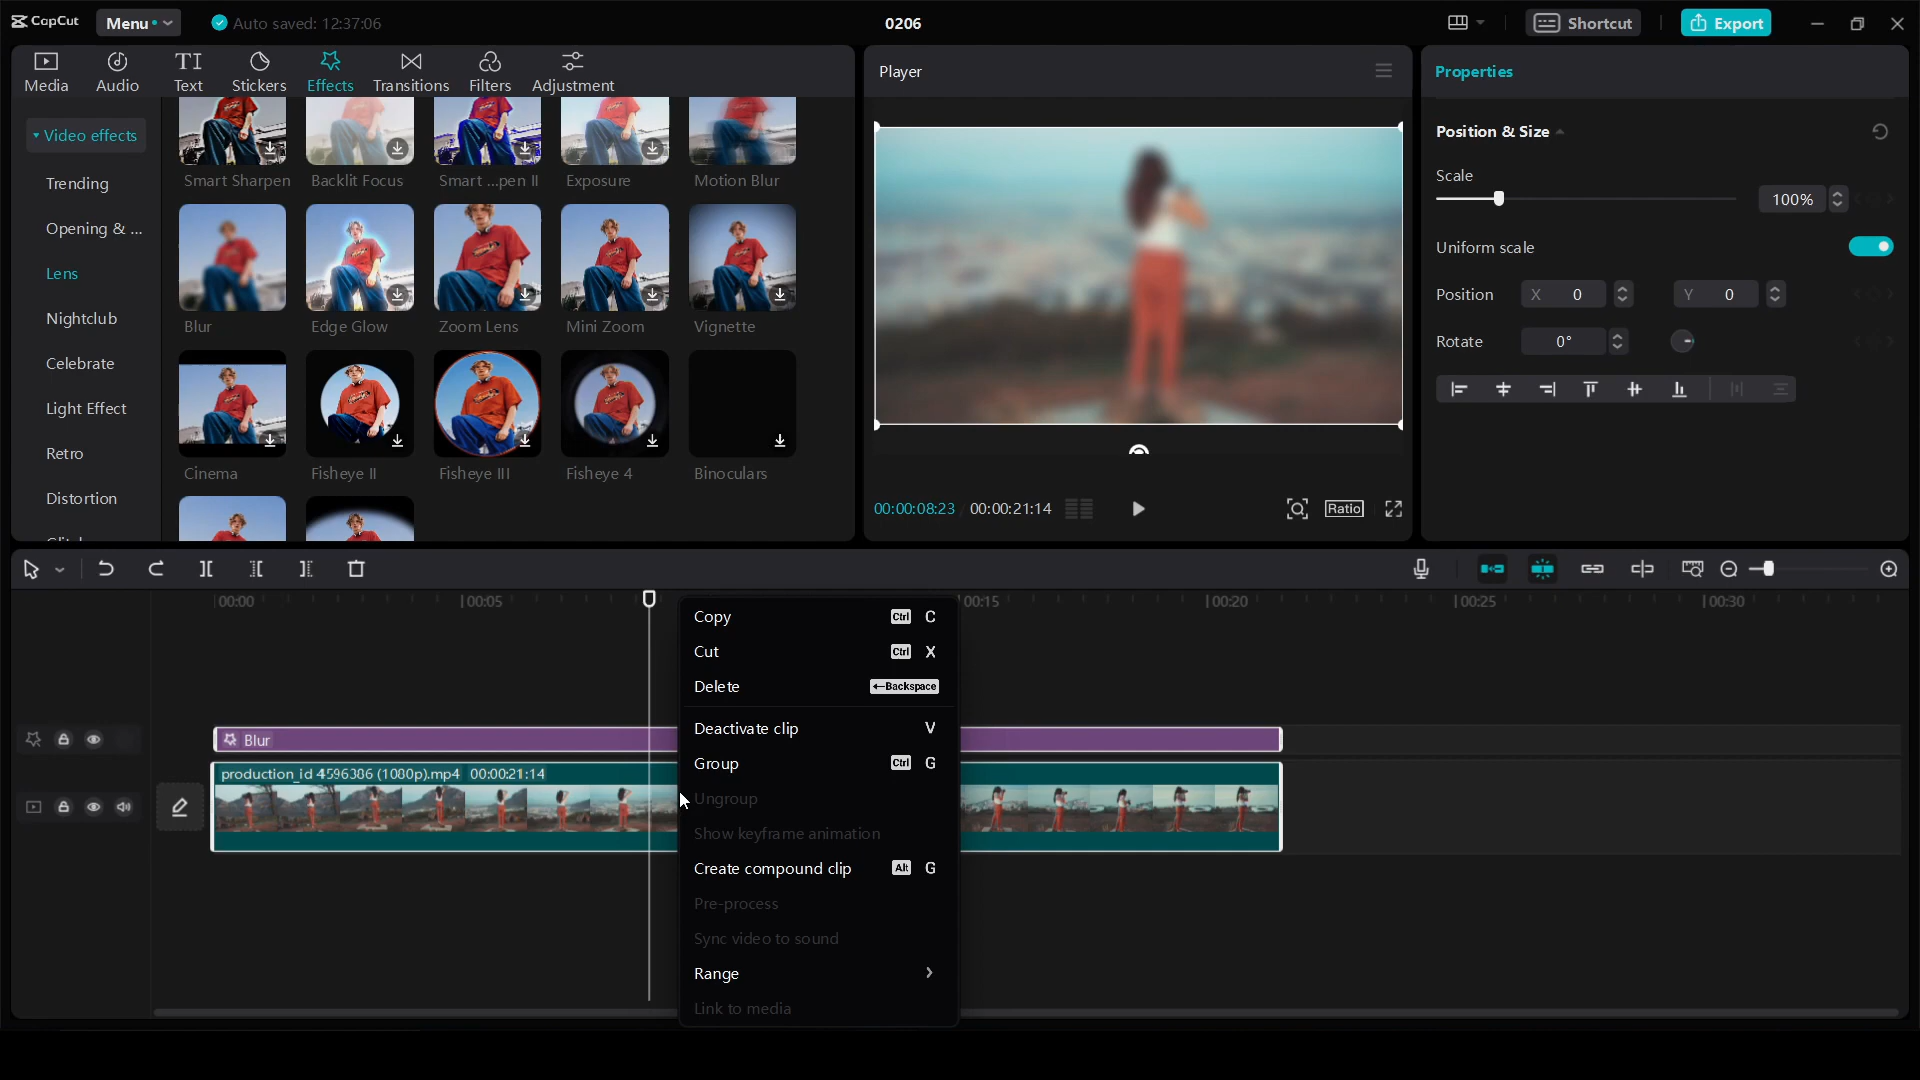 CapCut Menu Auto saved: 12:37:06 0206 Shortcut Export
Media Audio Text Stickers Effects Transitions Filters Adjustment
Player
Properties
Video effects
Trending
Opening & ...
Lens
Nightclub
Celebrate
Light Effect
Retro
Distortion
Smart Sharpen Backlit Focus Smart ...pen II Exposure Motion Blur
Blur Edge Glow Zoom Lens Mini Zoom Vignette
Cinema Fisheye II Fisheye III Fisheye 4 Binoculars
00:00:08:23 00:00:21:14 Ratio
Position & Size
Scale
100%
Uniform scale
Position X 0 Y 0
Rotate 0°
00:00 00:05 00:15 00:20 00:25 00:30
Blur
production_id 4596386 (1080p).mp4 00:00:21:14
Copy Ctrl C
Cut Ctrl X
Delete ←Backspace
Deactivate clip V
Group Ctrl G
Ungroup
Show keyframe animation
Create compound clip Alt G
Pre-process
Sync video to sound
Range
Link to media